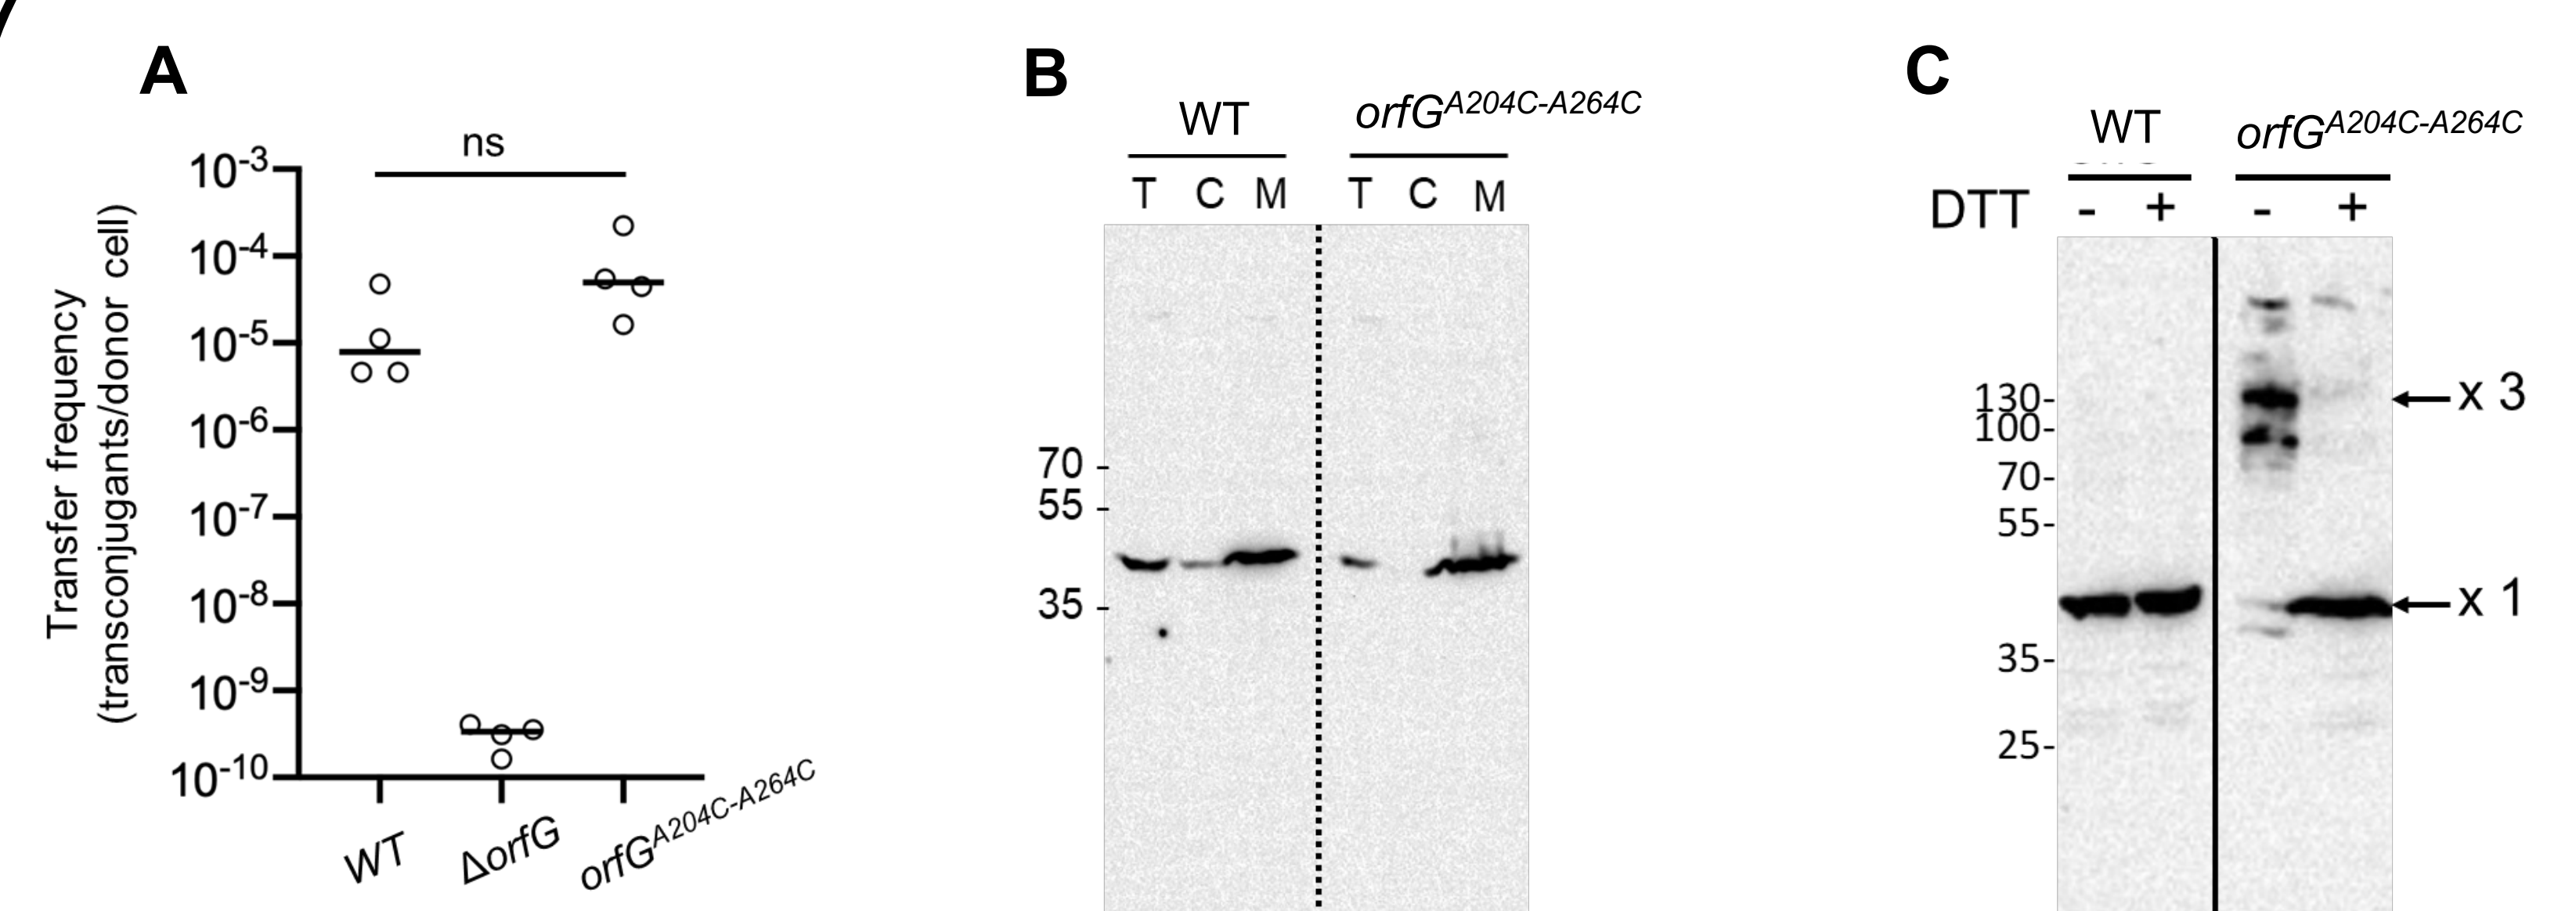 A
ns
10-3
10-4
10-5
10-6
10-7
10-8
10-9
10-10
Transfer frequency
(transconjugants/donor cell)
WT
ΔorfG
orfGA204C-A264C
B
WT
orfGA204C-A264C
T C M T C M
70 -
55 -
35 -
C
WT
orfGA204C-A264C
DTT - + - +
130-
100-
70-
55-
35-
25-
x 3
x 1